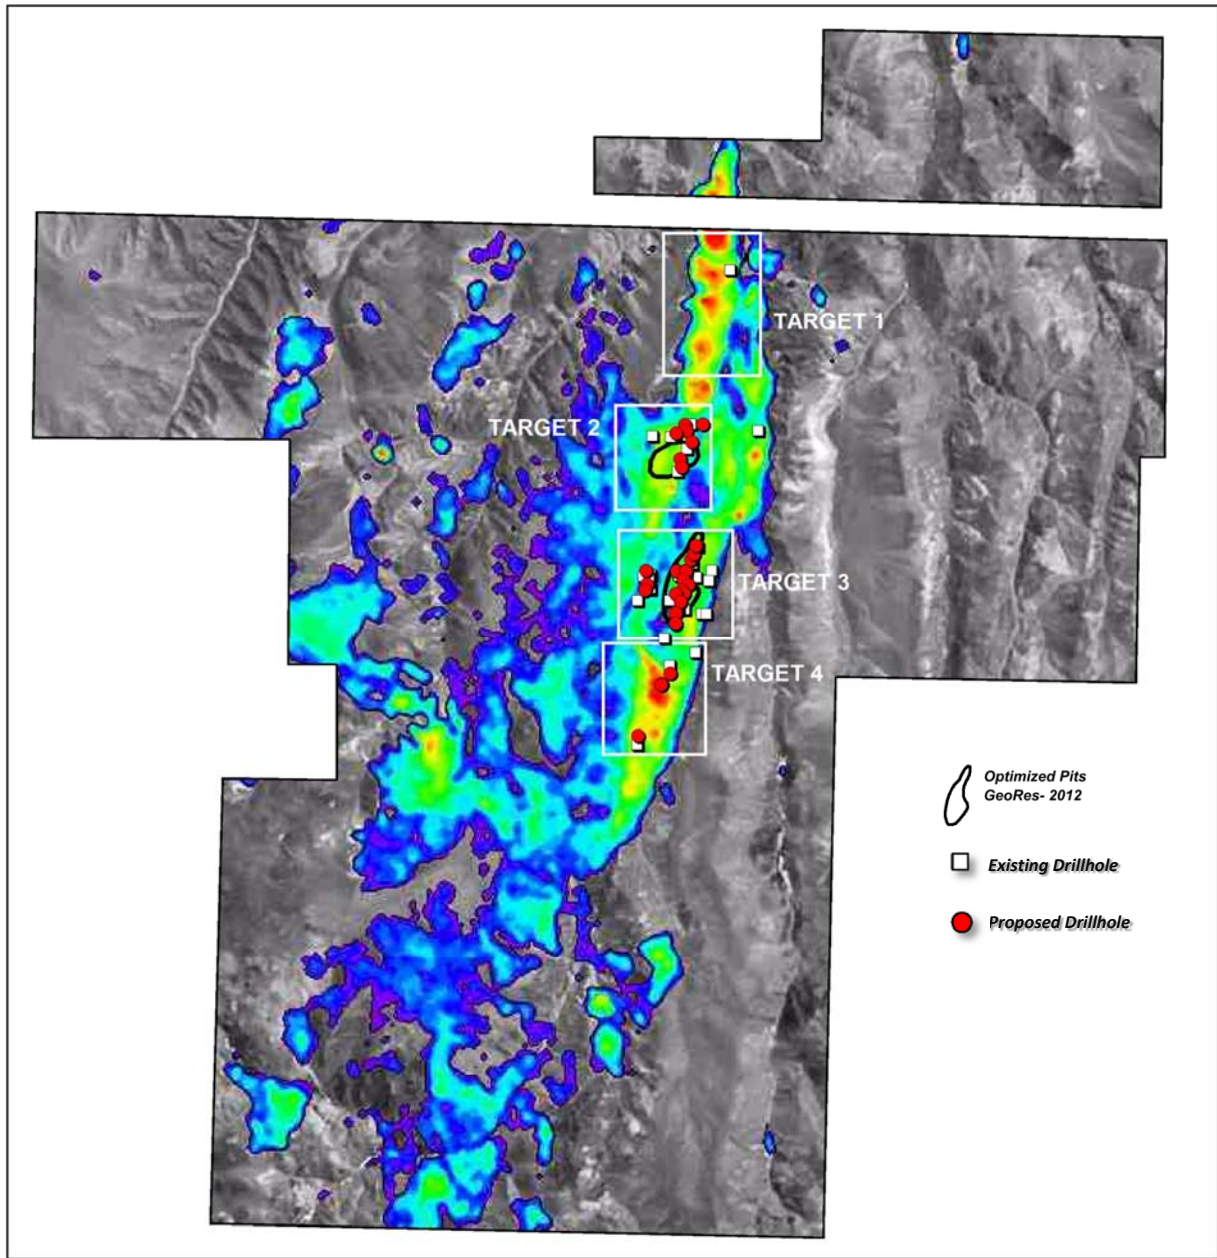 TARGET 1
TARGET 2
TARGET 3
TARGET 4
Optimized Pits
GeoRes- 2012
Existing Drillhole
Proposed Drillhole